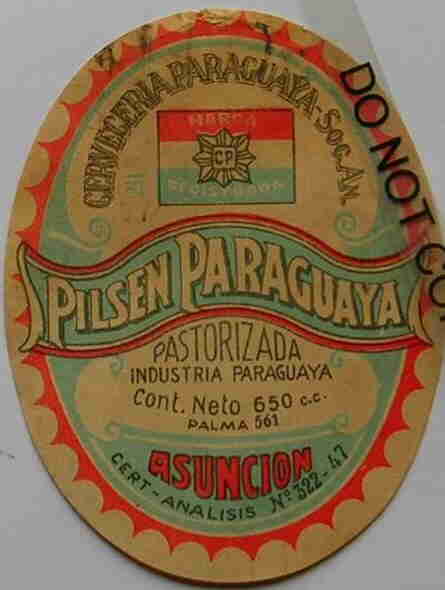 CERVECERIA PARAGUAYA - SOC. AN.
MARCA
CP
REGISTRADA
PILSEN PARAGUAYA
PASTORIZADA
INDUSTRIA PARAGUAYA
Cont. Neto 650 c.c.
PALMA 561
ASUNCION
CERT-ANALISIS Nº 322-47
DO NOT